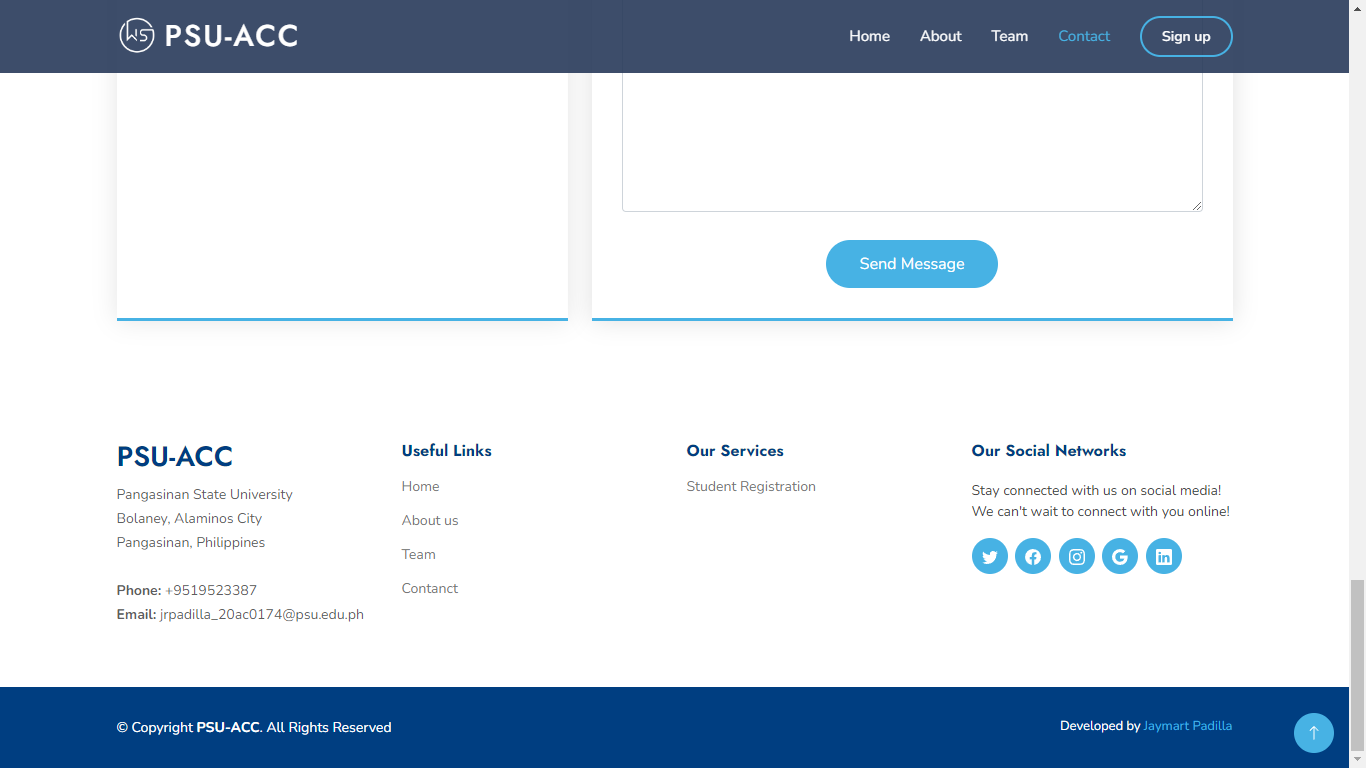 WS PSU-ACC
Home About Team Contact Sign up
Send Message
PSU-ACC
Pangasinan State University
Bolaney, Alaminos City
Pangasinan, Philippines
Phone: +9519523387
Email: jrpadilla_20ac0174@psu.edu.ph
Useful Links
Home
About us
Team
Contanct
Our Services
Student Registration
Our Social Networks
Stay connected with us on social media!
We can't wait to connect with you online!
© Copyright PSU-ACC. All Rights Reserved
Developed by Jaymart Padilla